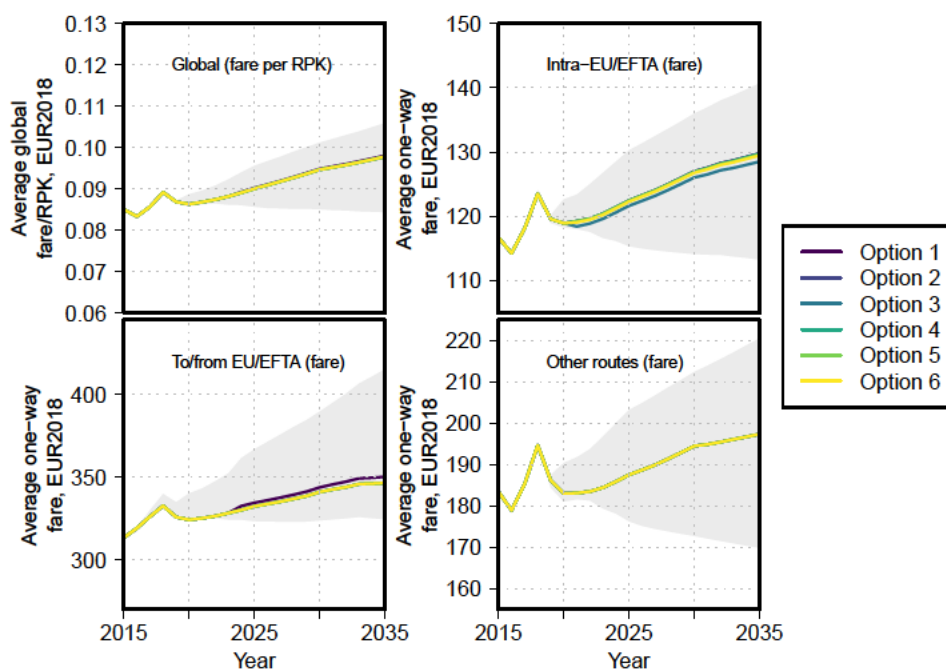 Average global
fare/RPK, EUR2018
0.13
0.12
0.11
0.10
0.09
0.08
0.07
0.06
Global (fare per RPK)
Average one−way
fare, EUR2018
150
140
130
120
110
Intra−EU/EFTA (fare)
Average one−way
fare, EUR2018
400
350
300
To/from EU/EFTA (fare)
2015
2025
2035
Year
Average one−way
fare, EUR2018
220
210
200
190
180
170
160
Other routes (fare)
2015
2025
2035
Year
Option 1
Option 2
Option 3
Option 4
Option 5
Option 6